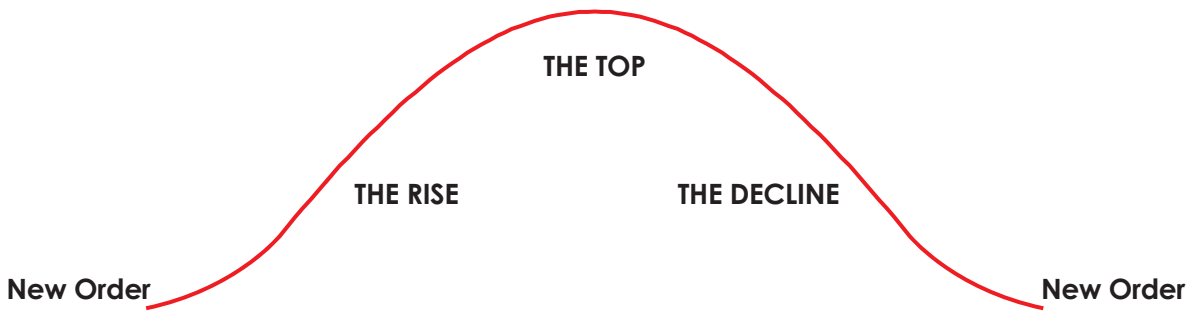 THE TOP
THE RISE
THE DECLINE
New Order
New Order